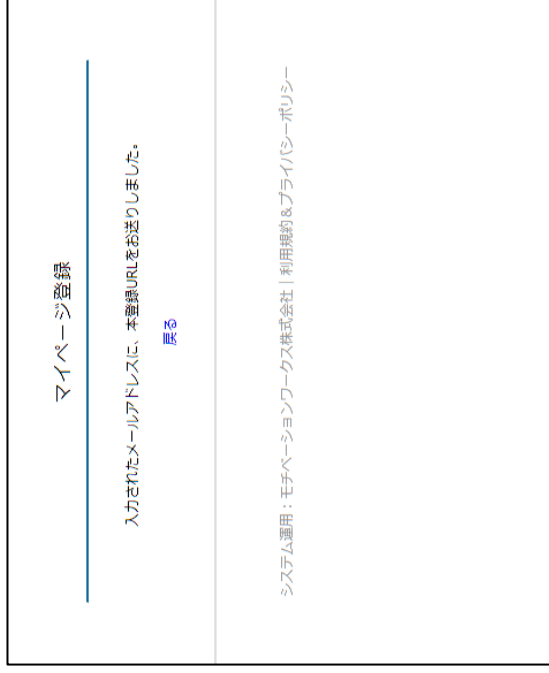 マイページ登録
入力されたメールアドレスに、本登録URLをお送りしました。
戻る
システム運用：モチベーションワークス株式会社｜利用規約＆プライバシーポリシー